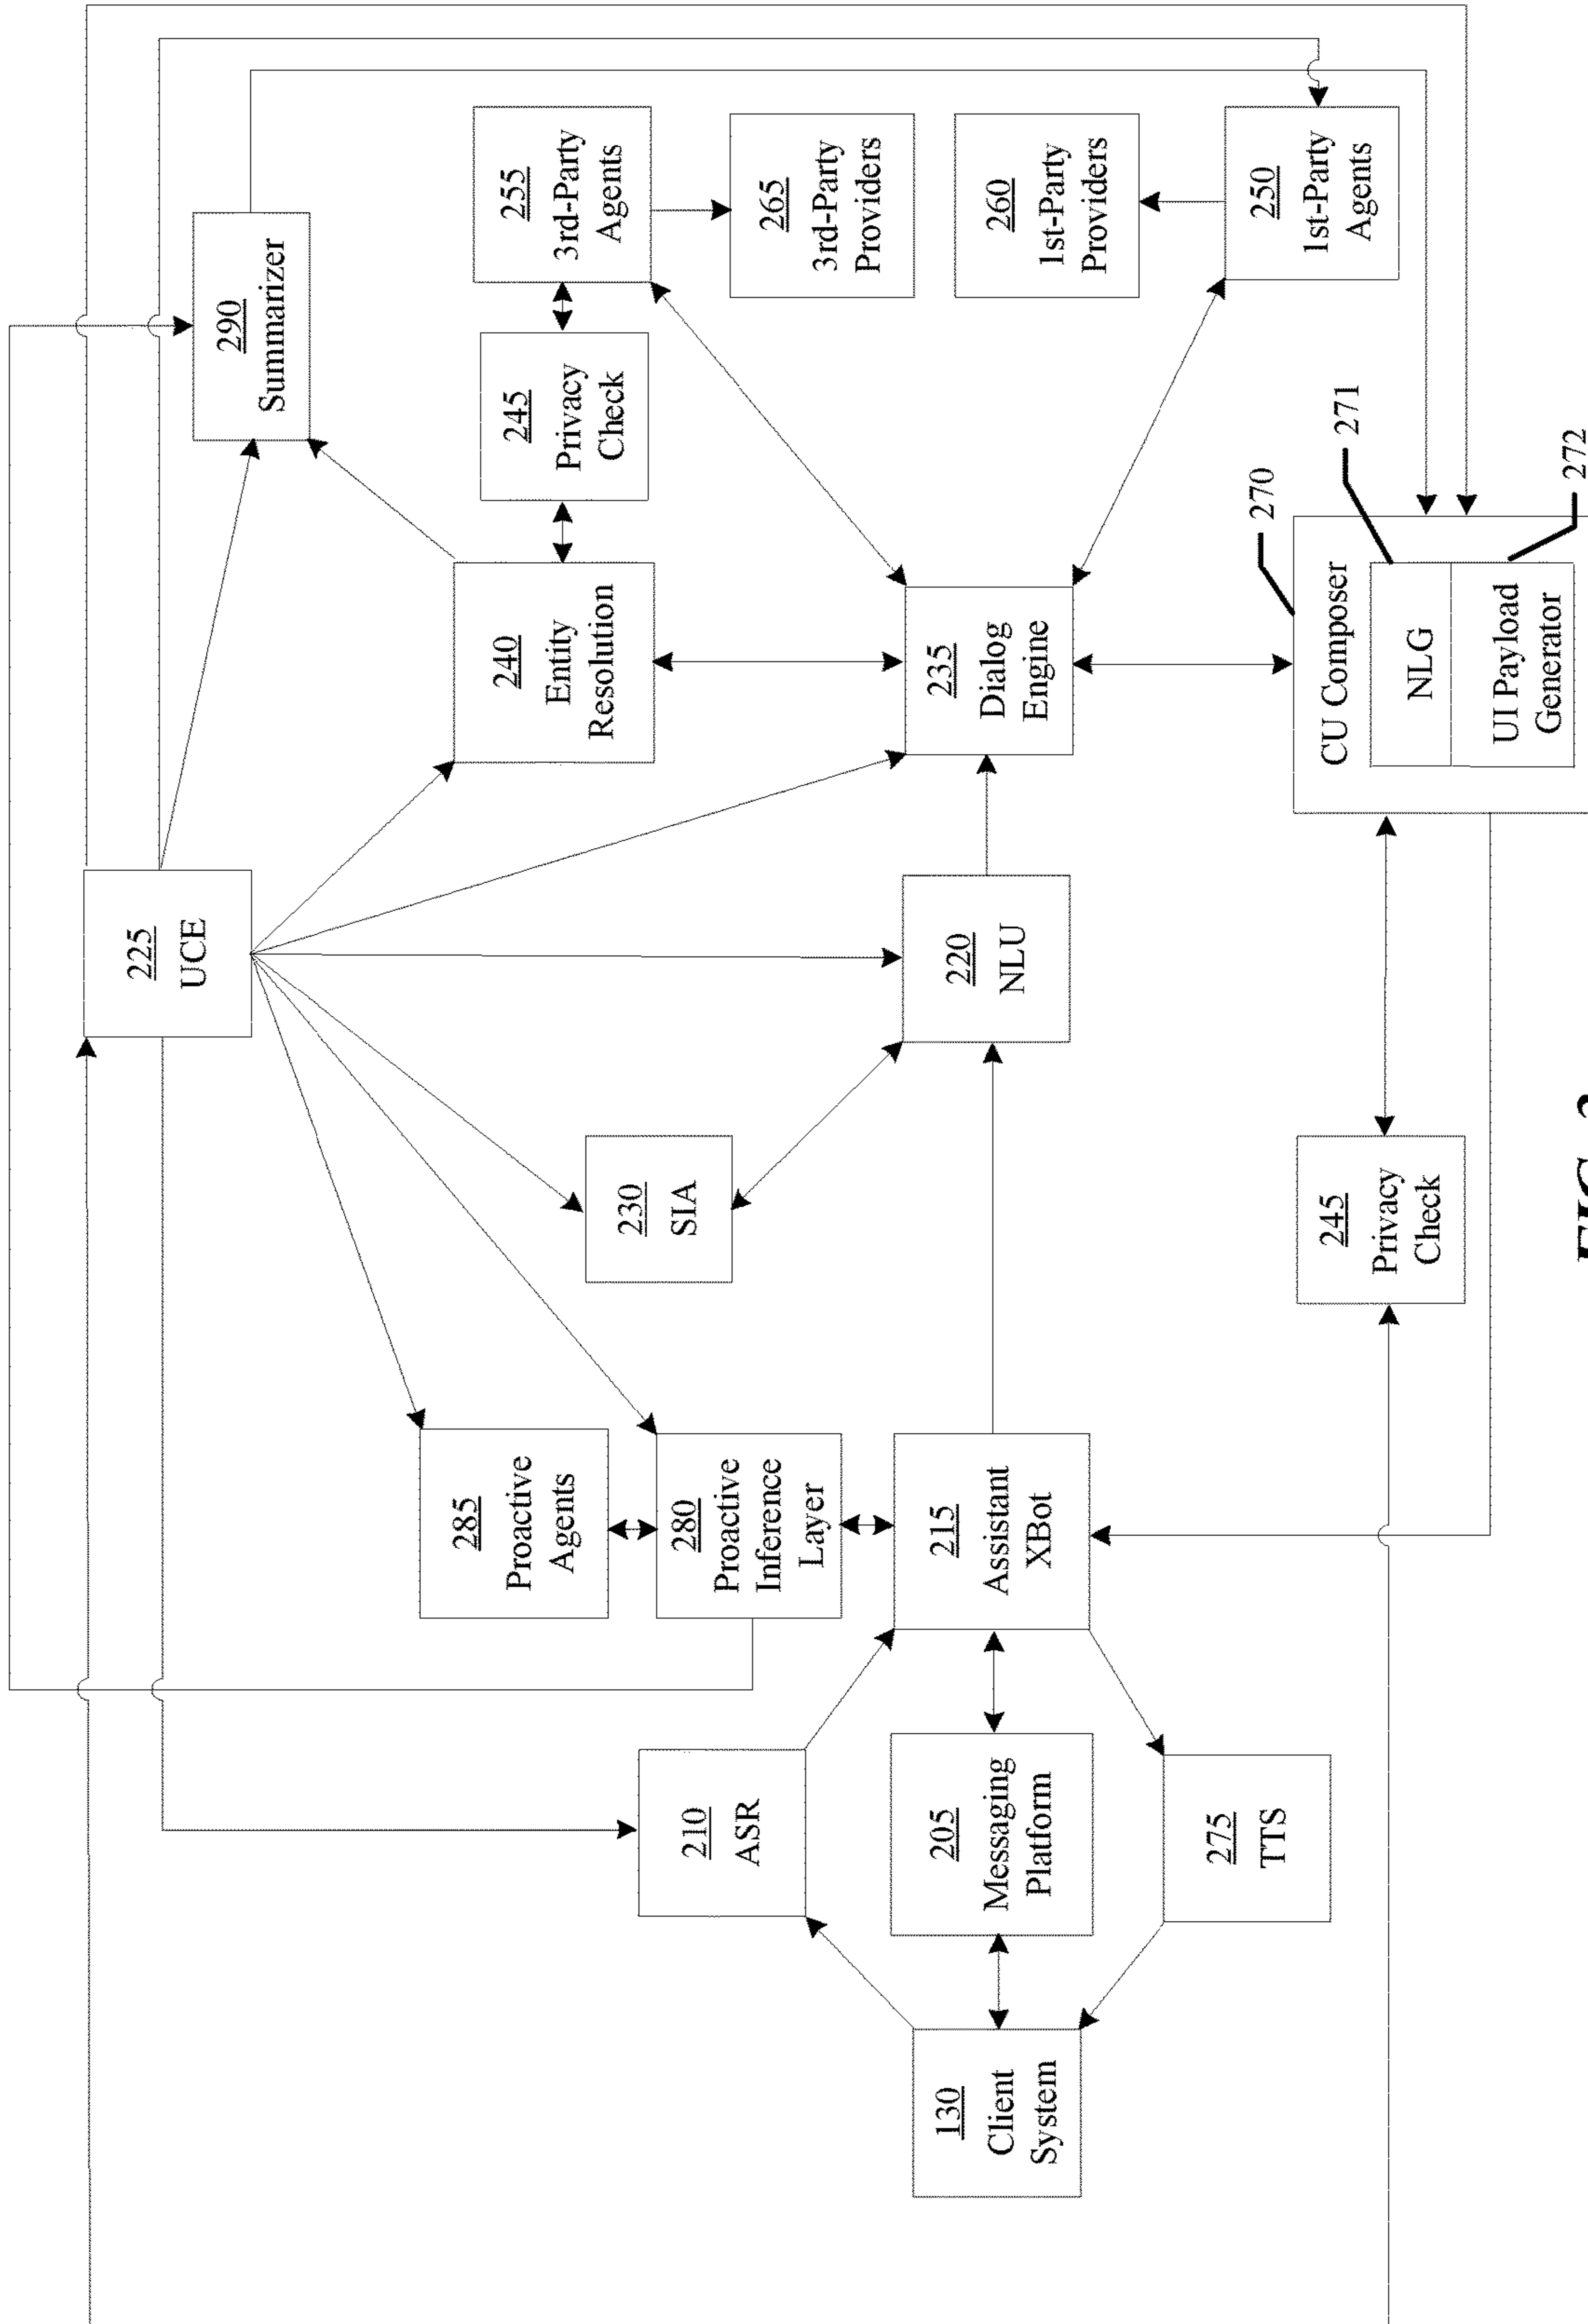 225
UCE
290
Summarizer
285
Proactive
Agents
240
Entity
Resolution
245
Privacy
Check
255
3rd-Party
Agents
210
ASR
280
Proactive
Inference
Layer
230
SIA
265
3rd-Party
Providers
130
Client
System
205
Messaging
Platform
215
Assistant
XBot
220
NLU
235
Dialog
Engine
260
1st-Party
Providers
275
TTS
250
1st-Party
Agents
245
Privacy
Check
270
CU Composer
271
NLG
UI Payload
Generator
272
FIG.